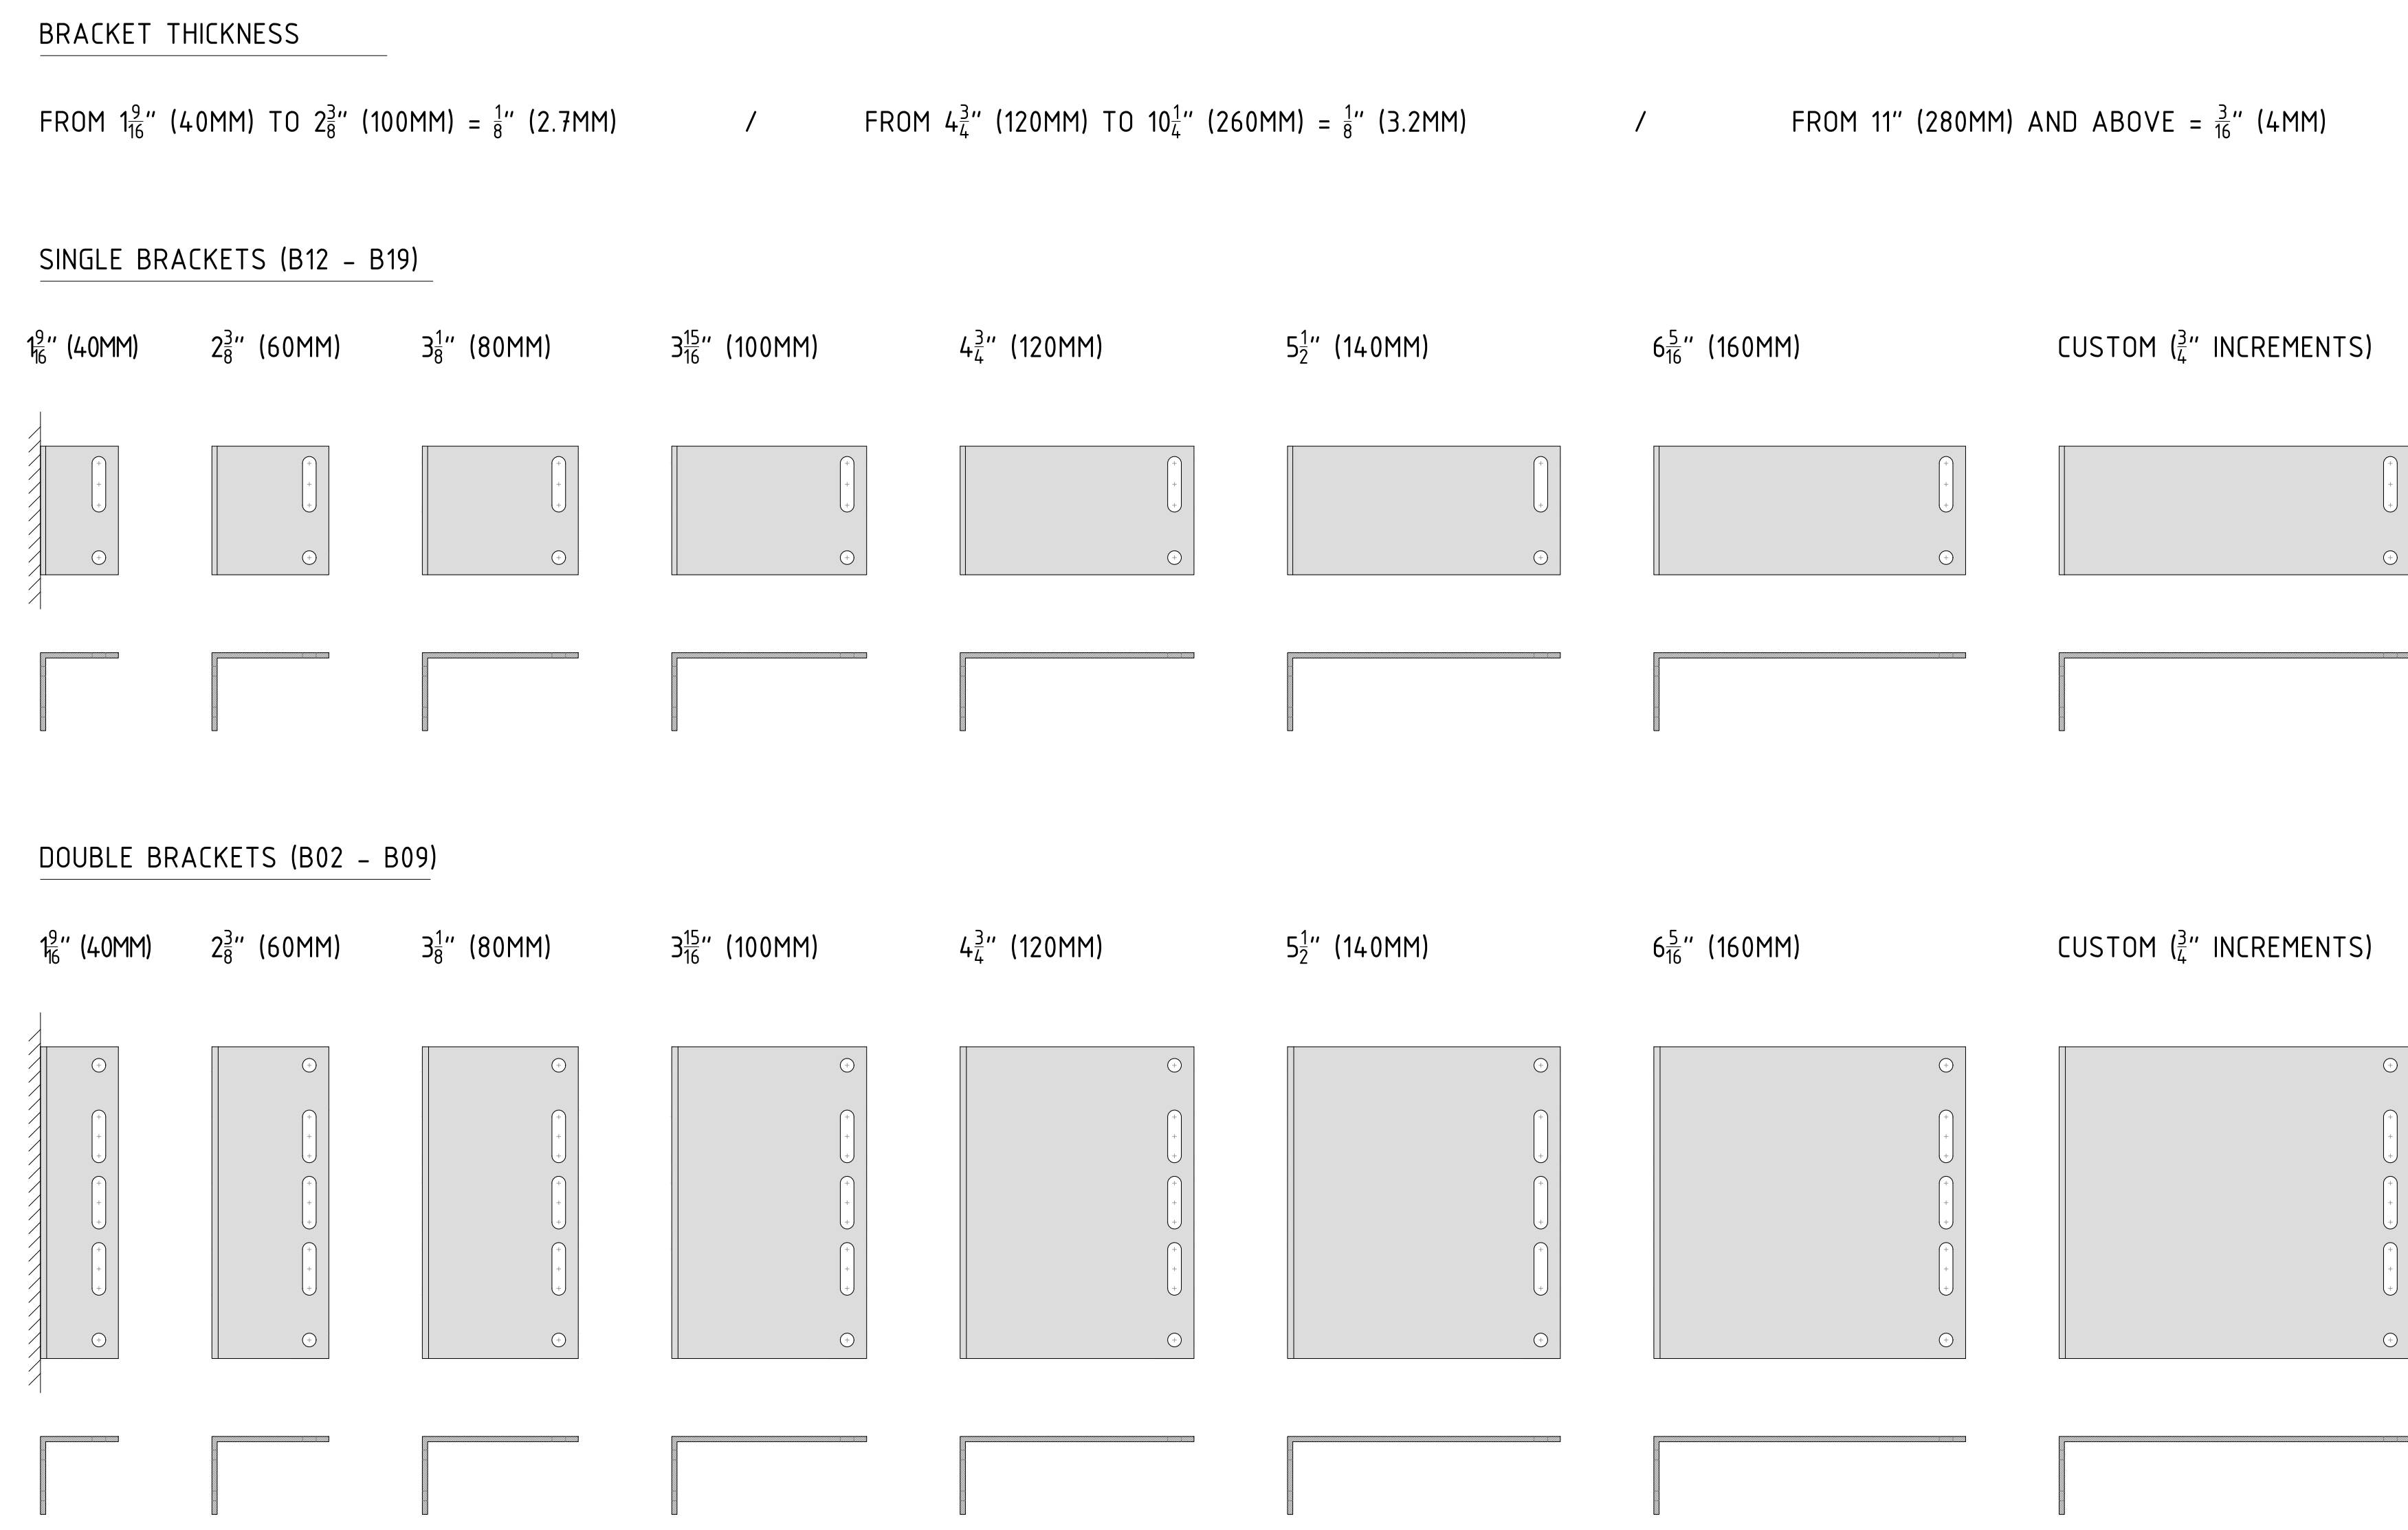 BRACKET THICKNESS
FROM 1 9/16" (40MM) TO 2 3/8" (100MM) = 1/8" (2.7MM) / FROM 4 3/4" (120MM) TO 10 1/4" (260MM) = 1/8" (3.2MM) / FROM 11" (280MM) AND ABOVE = 3/16" (4MM)
SINGLE BRACKETS (B12 - B19)
1 9/16" (40MM) 2 3/8" (60MM) 3 1/8" (80MM) 3 15/16" (100MM) 4 3/4" (120MM) 5 1/2" (140MM) 6 5/16" (160MM) CUSTOM (3/4" INCREMENTS)
DOUBLE BRACKETS (B02 - B09)
1 9/16" (40MM) 2 3/8" (60MM) 3 1/8" (80MM) 3 15/16" (100MM) 4 3/4" (120MM) 5 1/2" (140MM) 6 5/16" (160MM) CUSTOM (3/4" INCREMENTS)